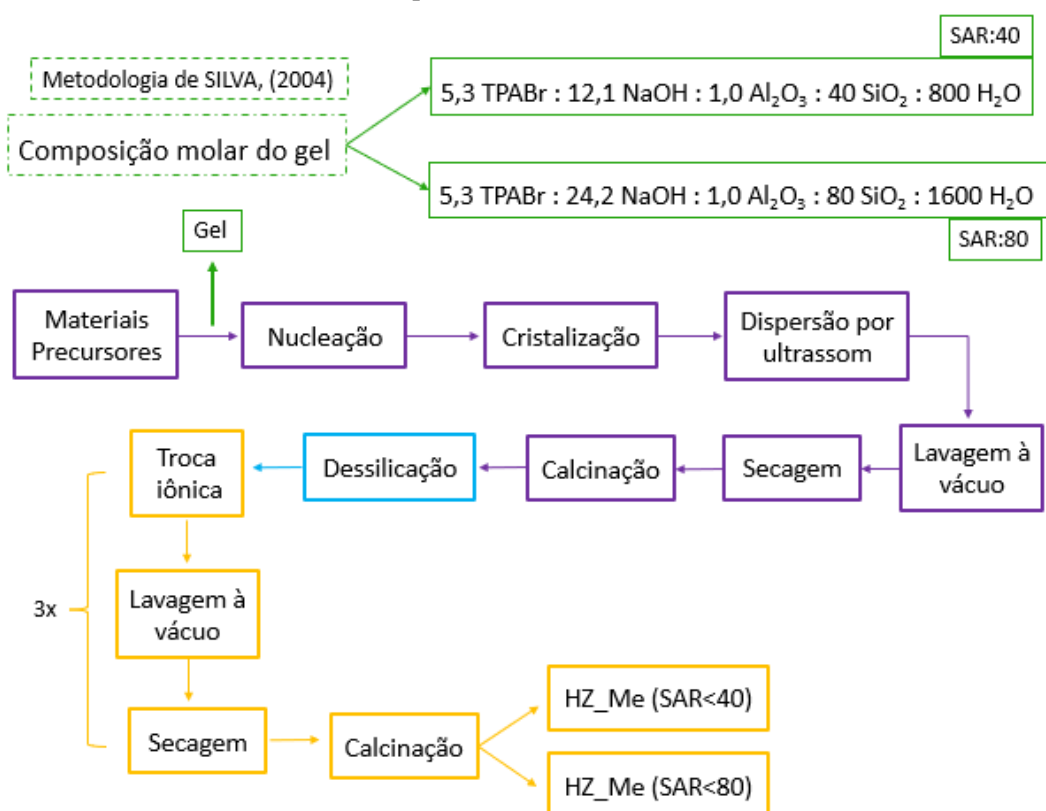 SAR:40
Metodologia de SILVA, (2004)
5,3 TPABr : 12,1 NaOH : 1,0 Al₂O₃ : 40 SiO₂ : 800 H₂O
Composição molar do gel
5,3 TPABr : 24,2 NaOH : 1,0 Al₂O₃ : 80 SiO₂ : 1600 H₂O
SAR:80
Gel
Materiais
Precursores
Nucleação
Cristalização
Dispersão por
ultrassom
Lavagem à
vácuo
Secagem
Calcinação
Dessilicação
Troca
iônica
3x
Lavagem à
vácuo
Secagem
Calcinação
HZ_Me (SAR<40)
HZ_Me (SAR<80)